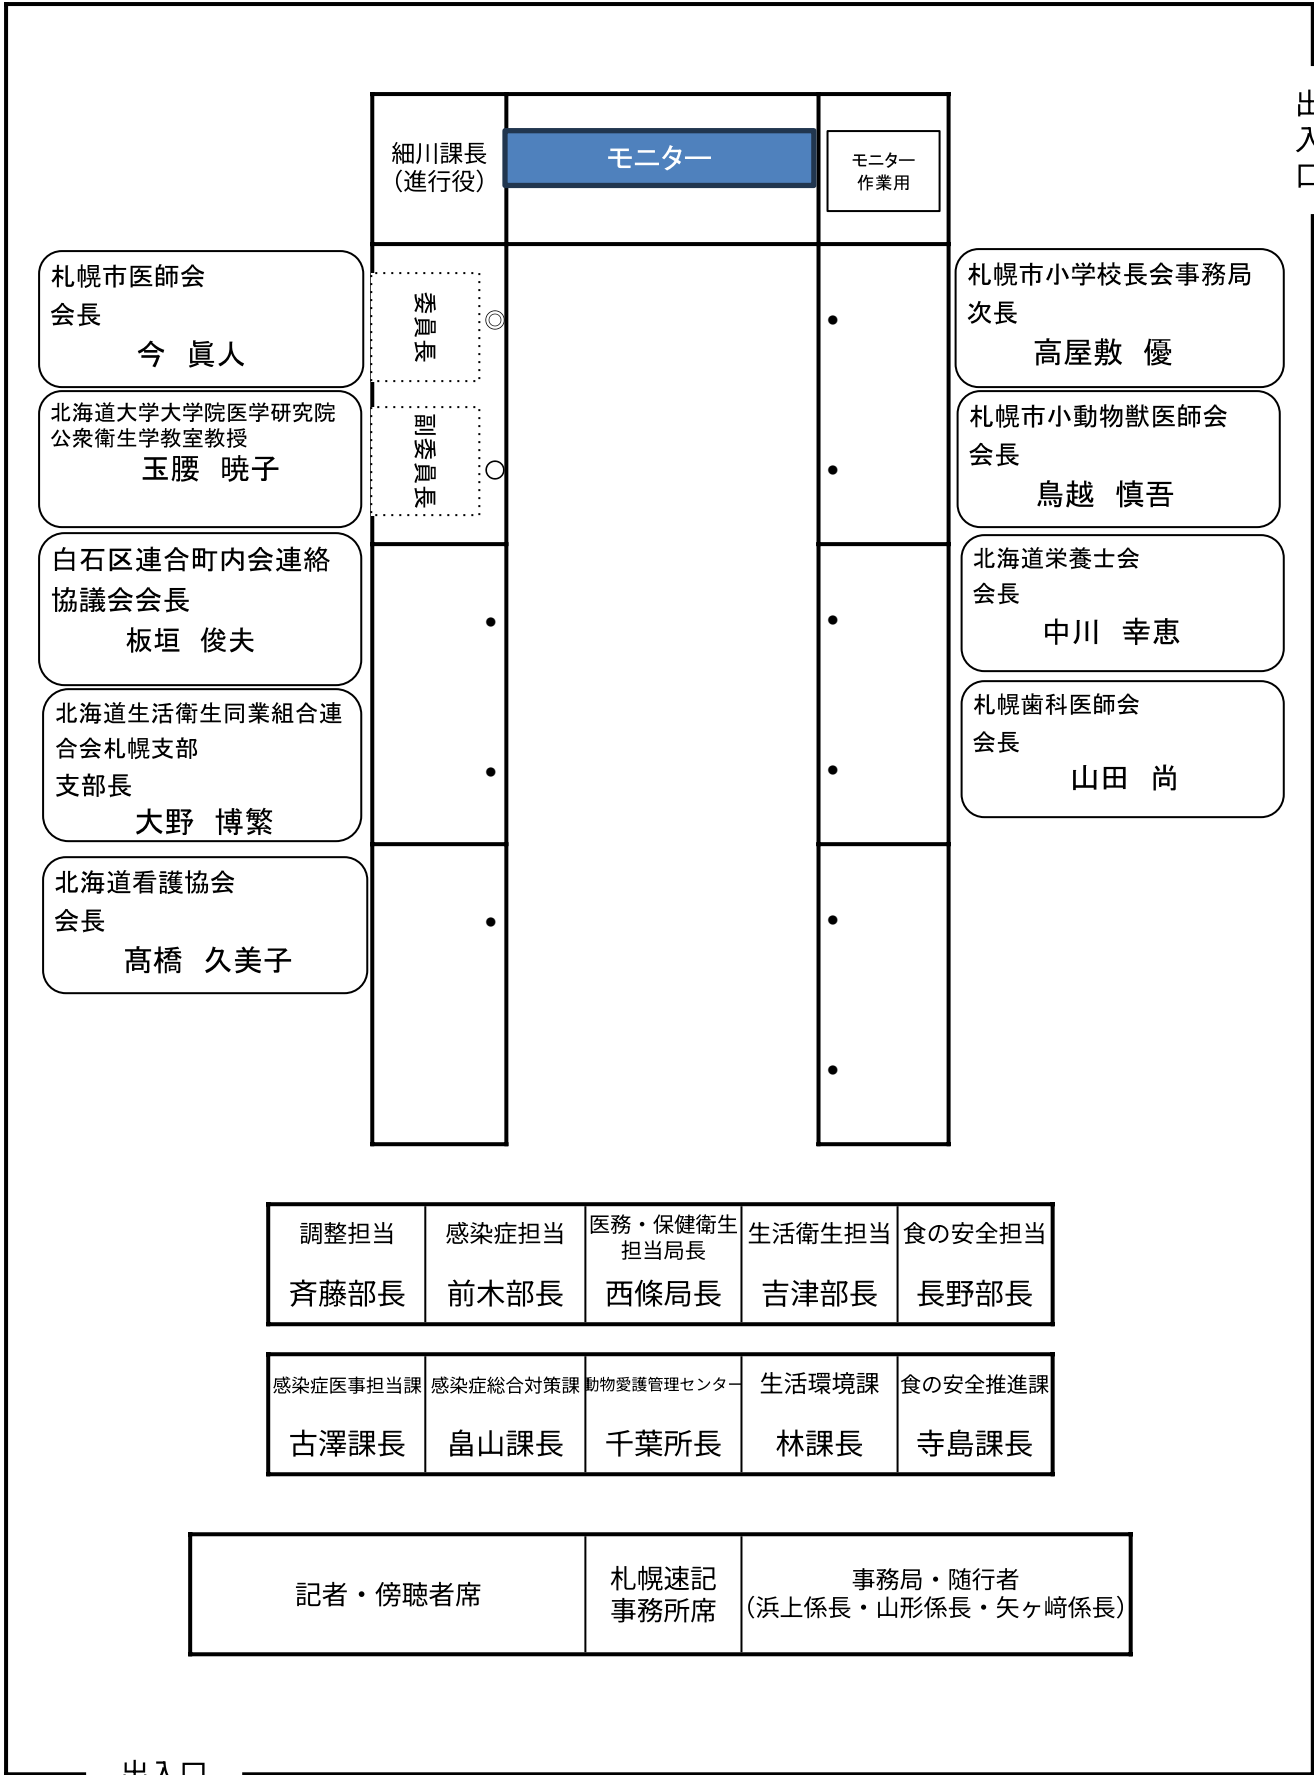 出
入
口
細川課長
（進行役）
モニター
モニター
作業用
札幌市医師会
会長
今　眞人
委員長
◎
札幌市小学校長会事務局
次長
高屋敷　優
北海道大学大学院医学研究院
公衆衛生学教室教授
玉腰　暁子
副委員長
○
札幌市小動物獣医師会
会長
鳥越　慎吾
白石区連合町内会連絡
協議会会長
板垣　俊夫
北海道栄養士会
会長
中川　幸恵
北海道生活衛生同業組合連
合会札幌支部
支部長
大野　博繁
札幌歯科医師会
会長
山田　尚
北海道看護協会
会長
髙橋　久美子
調整担当
斉藤部長
感染症担当
前木部長
医務・保健衛生
担当局長
西條局長
生活衛生担当
吉津部長
食の安全担当
長野部長
感染症医事担当課
古澤課長
感染症総合対策課
畠山課長
動物愛護管理センター
千葉所長
生活環境課
林課長
食の安全推進課
寺島課長
記者・傍聴者席
札幌速記
事務所席
事務局・随行者
（浜上係長・山形係長・矢ヶ﨑係長）
出入口